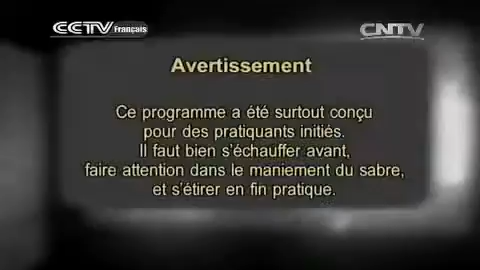 CCTV Français
CNTV
Avertissement
Ce programme a été surtout conçu
pour des pratiquants initiés.
Il faut bien s'échauffer avant,
faire attention dans le maniement du sabre,
et s'étirer en fin pratique.